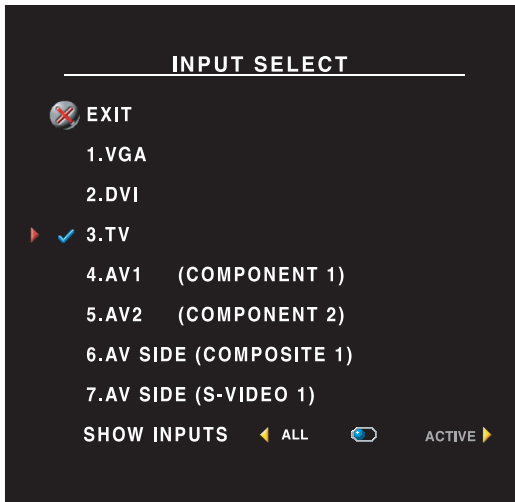 INPUT SELECT
EXIT
1.VGA
2.DVI
3.TV
4.AV1 (COMPONENT 1)
5.AV2 (COMPONENT 2)
6.AV SIDE (COMPOSITE 1)
7.AV SIDE (S-VIDEO 1)
SHOW INPUTS ALL ACTIVE